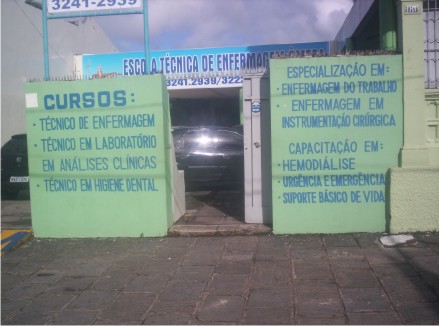 3241-2939
ESCO A TÉCNICA DE ENFERMAGEM
3241.2939/322
CURSOS:
· TÉCNICO DE ENFERMAGEM
· TÉCNICO EM LABORATÓRIO
EM ANÁLISES CLÍNICAS
· TÉCNICO EM HIGIENE DENTAL
ESPECIALIZAÇÃO EM:
· ENFERMAGEM DO TRABALHO
ENFERMAGEM EM
INSTRUMENTAÇÃO CIRÚRGICA
CAPACITAÇÃO EM:
· HEMODIÁLISE
· URGÊNCIA E EMERGÊNCIA
· SUPORTE BÁSICO DE VIDA